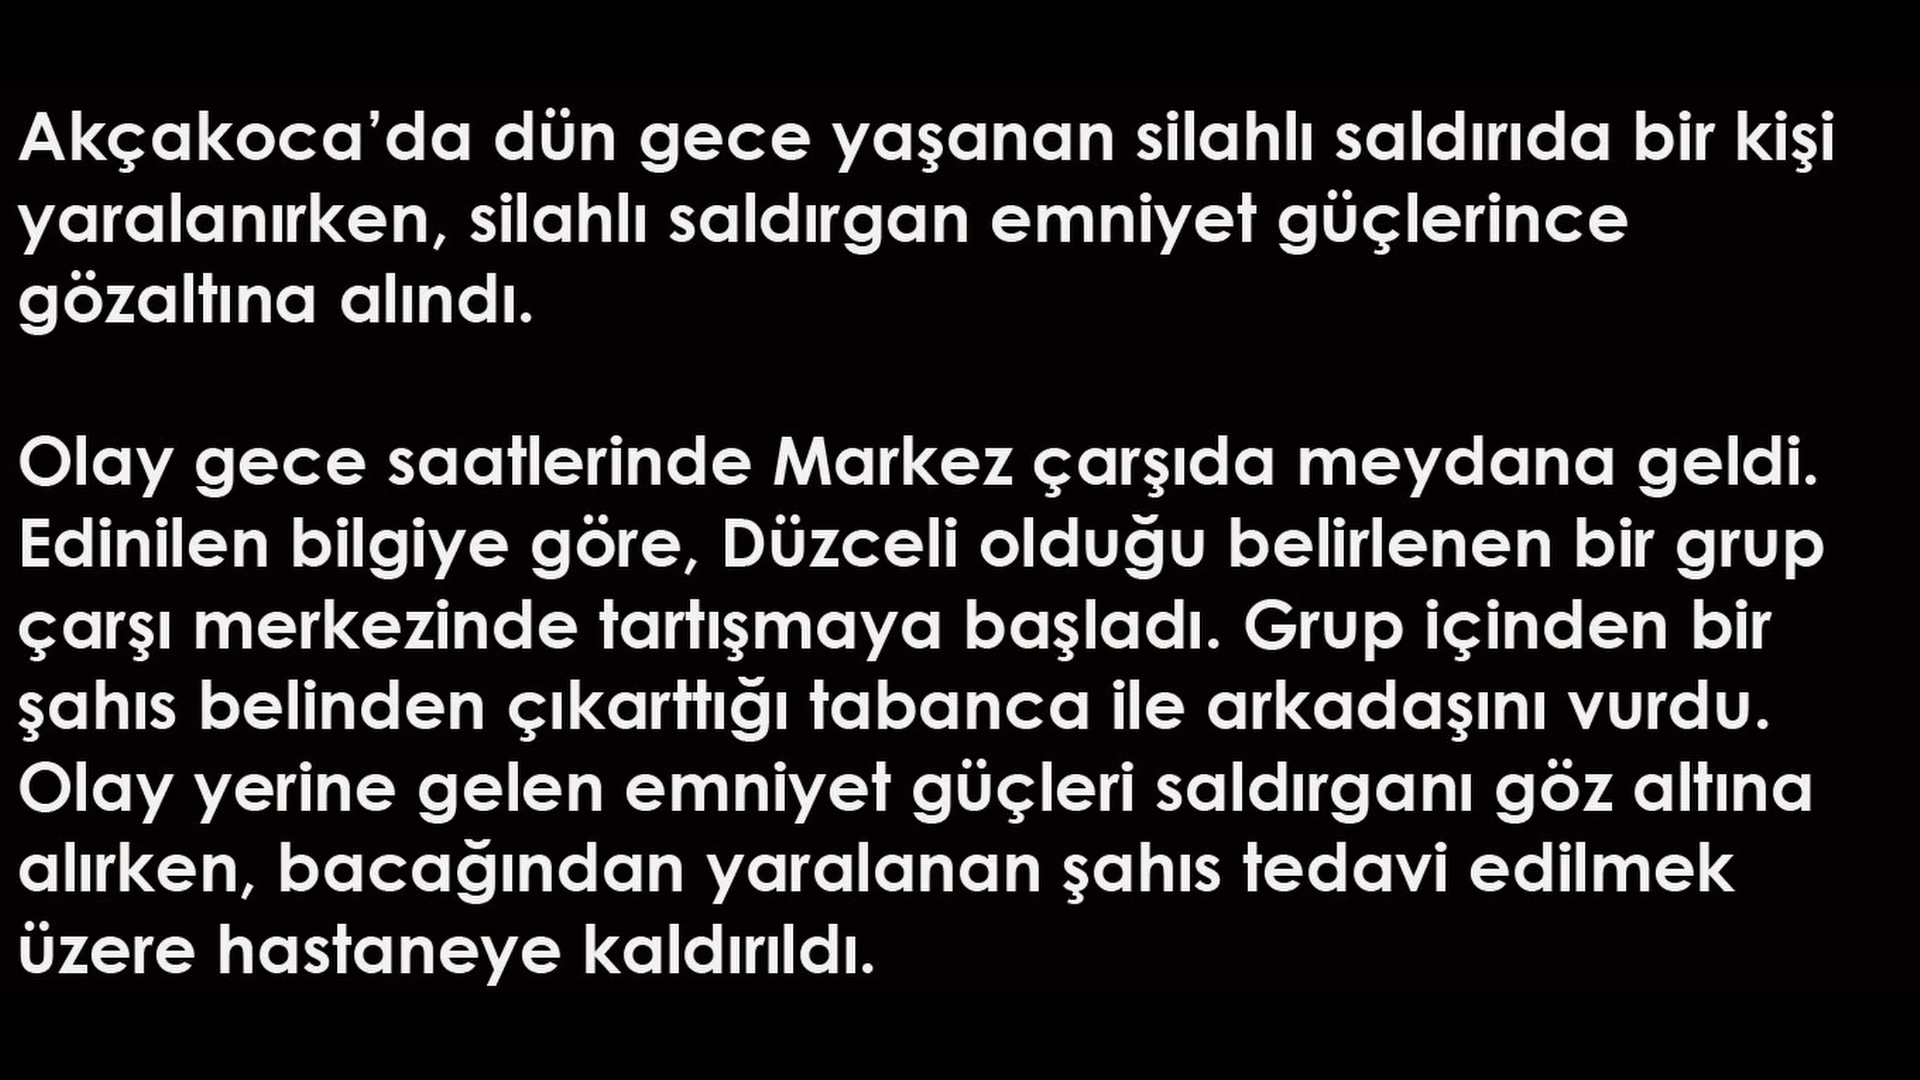 Akçakoca’da dün gece yaşanan silahlı saldırıda bir kişi
yaralanırken, silahlı saldırgan emniyet güçlerince
gözaltına alındı.
Olay gece saatlerinde Markez çarşıda meydana geldi.
Edinilen bilgiye göre, Düzceli olduğu belirlenen bir grup
çarşı merkezinde tartışmaya başladı. Grup içinden bir
şahıs belinden çıkarttığı tabanca ile arkadaşını vurdu.
Olay yerine gelen emniyet güçleri saldırganı göz altına
alırken, bacağından yaralanan şahıs tedavi edilmek
üzere hastaneye kaldırıldı.